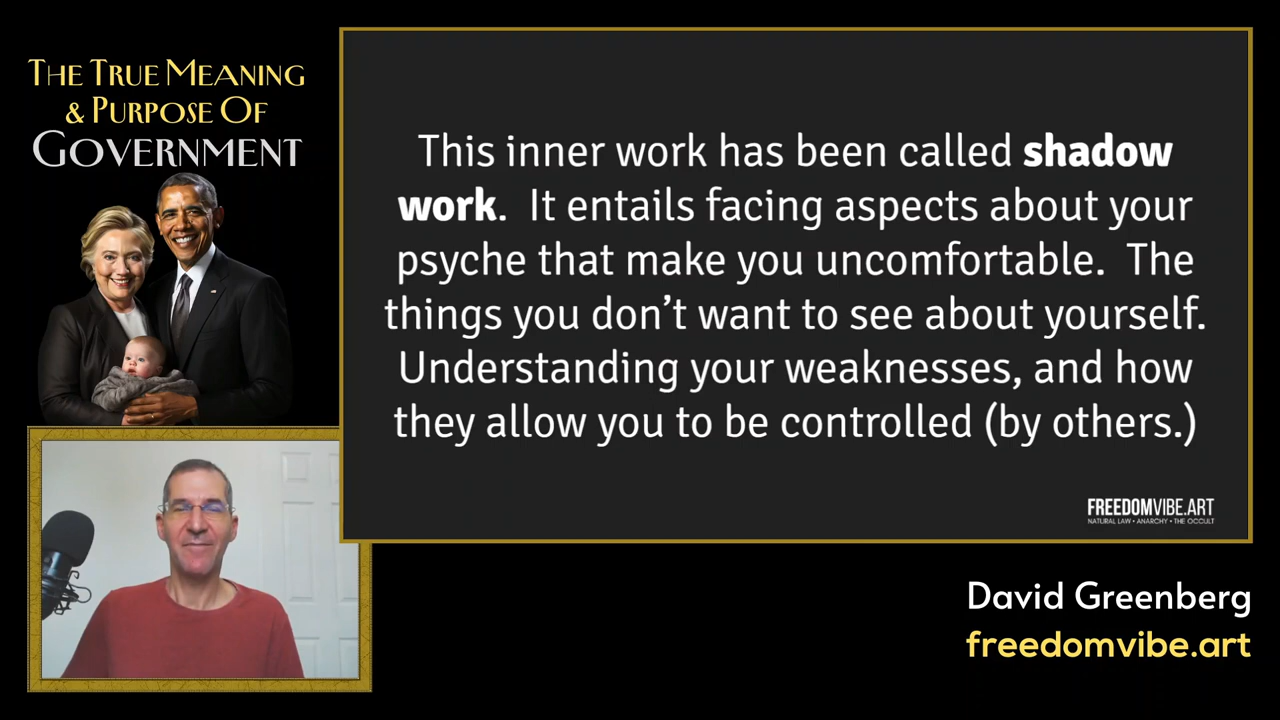 THE TRUE MEANING
& PURPOSE OF
GOVERNMENT
This inner work has been called shadow
work.  It entails facing aspects about your
psyche that make you uncomfortable.  The
things you don’t want to see about yourself.
Understanding your weaknesses, and how
they allow you to be controlled (by others.)
FREEDOMVIBE.ART
NATURAL LAW • ANARCHY • THE OCCULT
David Greenberg
freedomvibe.art